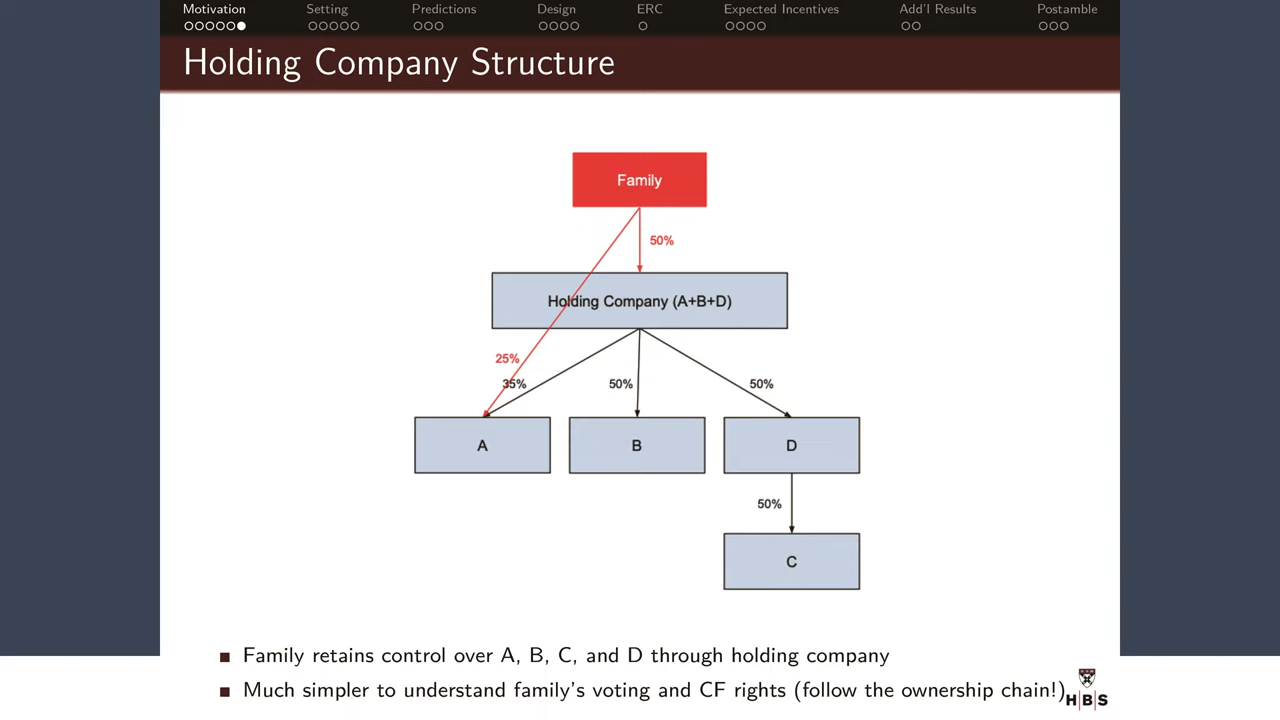 Motivation Setting Predictions Design ERC Expected Incentives Add'l Results Postamble
Holding Company Structure
Family
50%
Holding Company (A+B+D)
25%
35% 50% 50%
A B D
50%
C
Family retains control over A, B, C, and D through holding company
Much simpler to understand family's voting and CF rights (follow the ownership chain!)
H|B|S